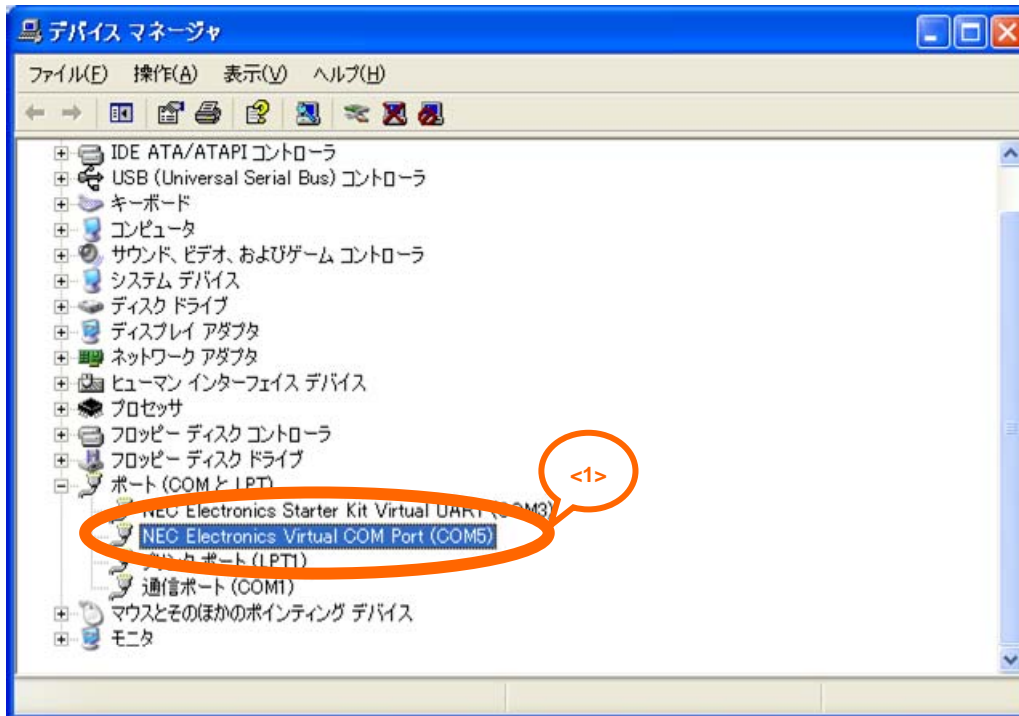 デバイス マネージャ
ファイル(F) 操作(A) 表示(V) ヘルプ(H)
IDE ATA/ATAPI コントローラ
USB (Universal Serial Bus) コントローラ
キーボード
コンピュータ
サウンド、ビデオ、およびゲーム コントローラ
システム デバイス
ディスク ドライブ
ディスプレイ アダプタ
ネットワーク アダプタ
ヒューマン インターフェイス デバイス
プロセッサ
フロッピー ディスク コントローラ
フロッピー ディスク ドライブ
<1>
ポート (COM と LPT)
NEC Electronics Starter Kit Virtual UART (COM3)
NEC Electronics Virtual COM Port (COM5)
プリンタ ポート (LPT1)
通信ポート (COM1)
マウスとそのほかのポインティング デバイス
モニタ